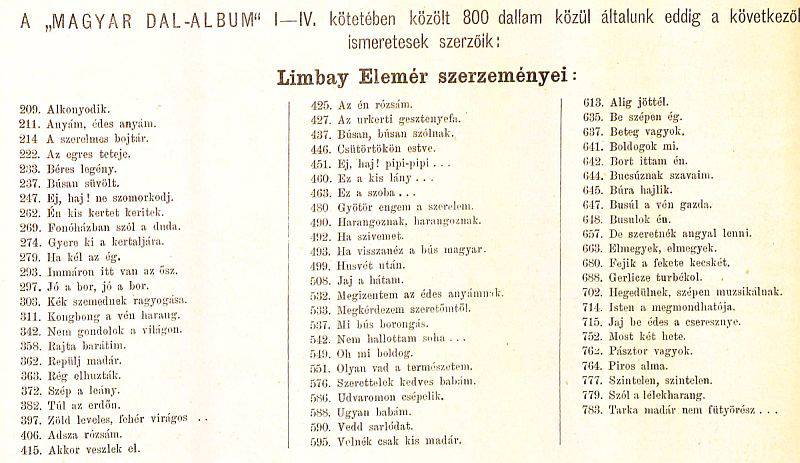 A „MAGYAR DAL-ALBUM“ I—IV. kötetében közölt 800 dallam közül általunk eddig a következők
ismeretesek szerzőik:
Limbay Elemér szerzeményei:
209. Alkonyodik.
211. Anyám, édes anyám.
214 A szerelmes bojtár.
222. Az egres teteje.
233. Béres legény.
237. Búsan süvölt.
247. Ej, haj! ne szomorkodj.
262. Én kis kertet keritek.
269. Fonóházban szól a duda.
274. Gyere ki a kertaljára.
279. Ha kél az ég.
293. Immáron itt van az ősz.
297. Jó a bor, jó a bor.
303. Kék szemednek ragyogása.
311. Kongbong a vén harang.
342. Nem gondolok a világon.
358. Rajta barátim.
362. Repülj madár.
363. Rég elhuzták.
372. Szép a leány.
382. Túl az erdőn.
397. Zöld leveles, fehér virágos . .
406. Adsza rózsám.
415. Akkor veszlek el.
425. Az én rózsám.
427. Az urkerti gesztenyefa.
437. Búsan, búsan szólnak.
446. Csütörtökön estve.
451. Ej, haj! pipi-pipi . . .
460. Ez a kis lány . . .
463. Ez a szoba . . .
480 Gyötör engem a szerelem.
490. Harangoznak, harangoznak.
492. Ha szivemet.
493. Ha visszanéz a bús magyar.
499. Husvét után.
508. Jaj a hátam.
532. Megizentem az édes anyámnak.
533. Megkérdezem szeretőmtől.
537. Mi bús borongás.
542. Nem hallottam soha . . .
549. Oh mi boldog.
551. Olyan vad a természetem.
576. Szerettelek kedves babám.
586. Udvaromon csépelik.
588. Ugyan babám.
590. Vedd sarlódat.
595. Velnék csak kis madár.
613. Alig jöttél.
635. Be szépen ég.
637. Beteg vagyok.
641. Boldogok mi.
642. Bort ittam én.
644. Bucsúznak szavaim.
645. Búra hajlik.
647. Busúl a vén gazda.
648. Busulok én.
657. De szeretnék angyal lenni.
663. Elmegyek, elmegyek.
680. Fejik a fekete kecskét.
688. Gerlicze turbékol.
702. Hegedülnek, szépen muzsikálnak.
714. Isten a megmondhatója.
715. Jaj be édes a cseresznye.
752. Most két hete.
762. Pásztor vagyok.
764. Piros alma.
777. Szintelen, szintelen.
779. Szól a lélekharang.
783. Tarka madár nem fütyörész . . .